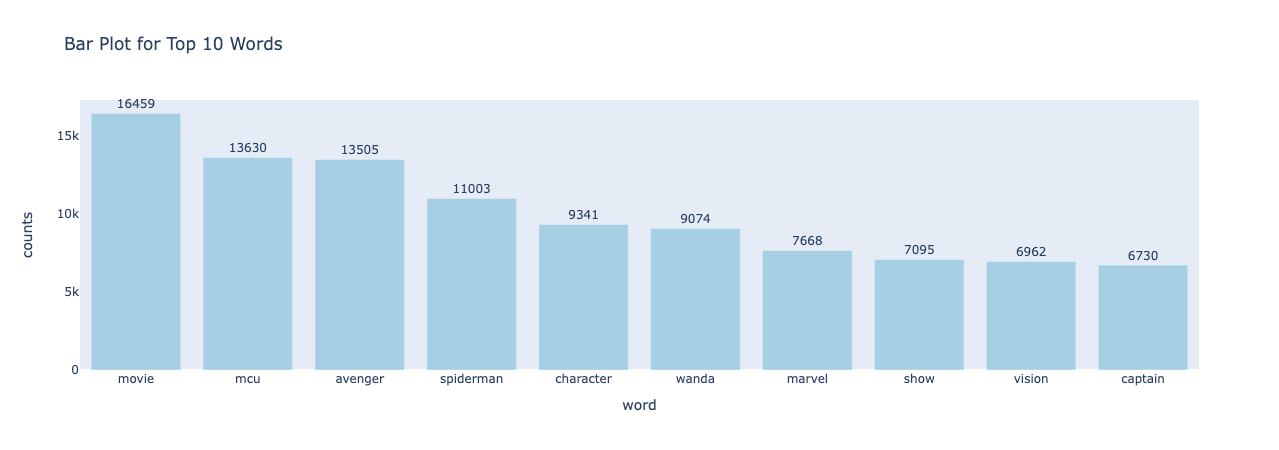 Bar Plot for Top 10 Words
16459
13630
13505
11003
9341
9074
7668
7095
6962
6730
15k
10k
5k
0
counts
movie mcu avenger spiderman character wanda marvel show vision captain
word